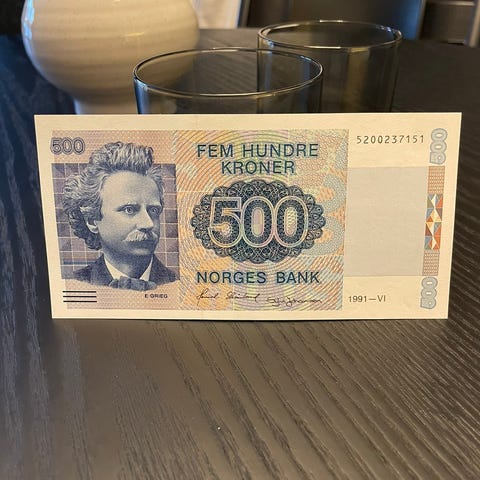 500
FEM HUNDRE
KRONER
5200237151
500
500
NORGES BANK
E.GRIEG
1991-VI
500